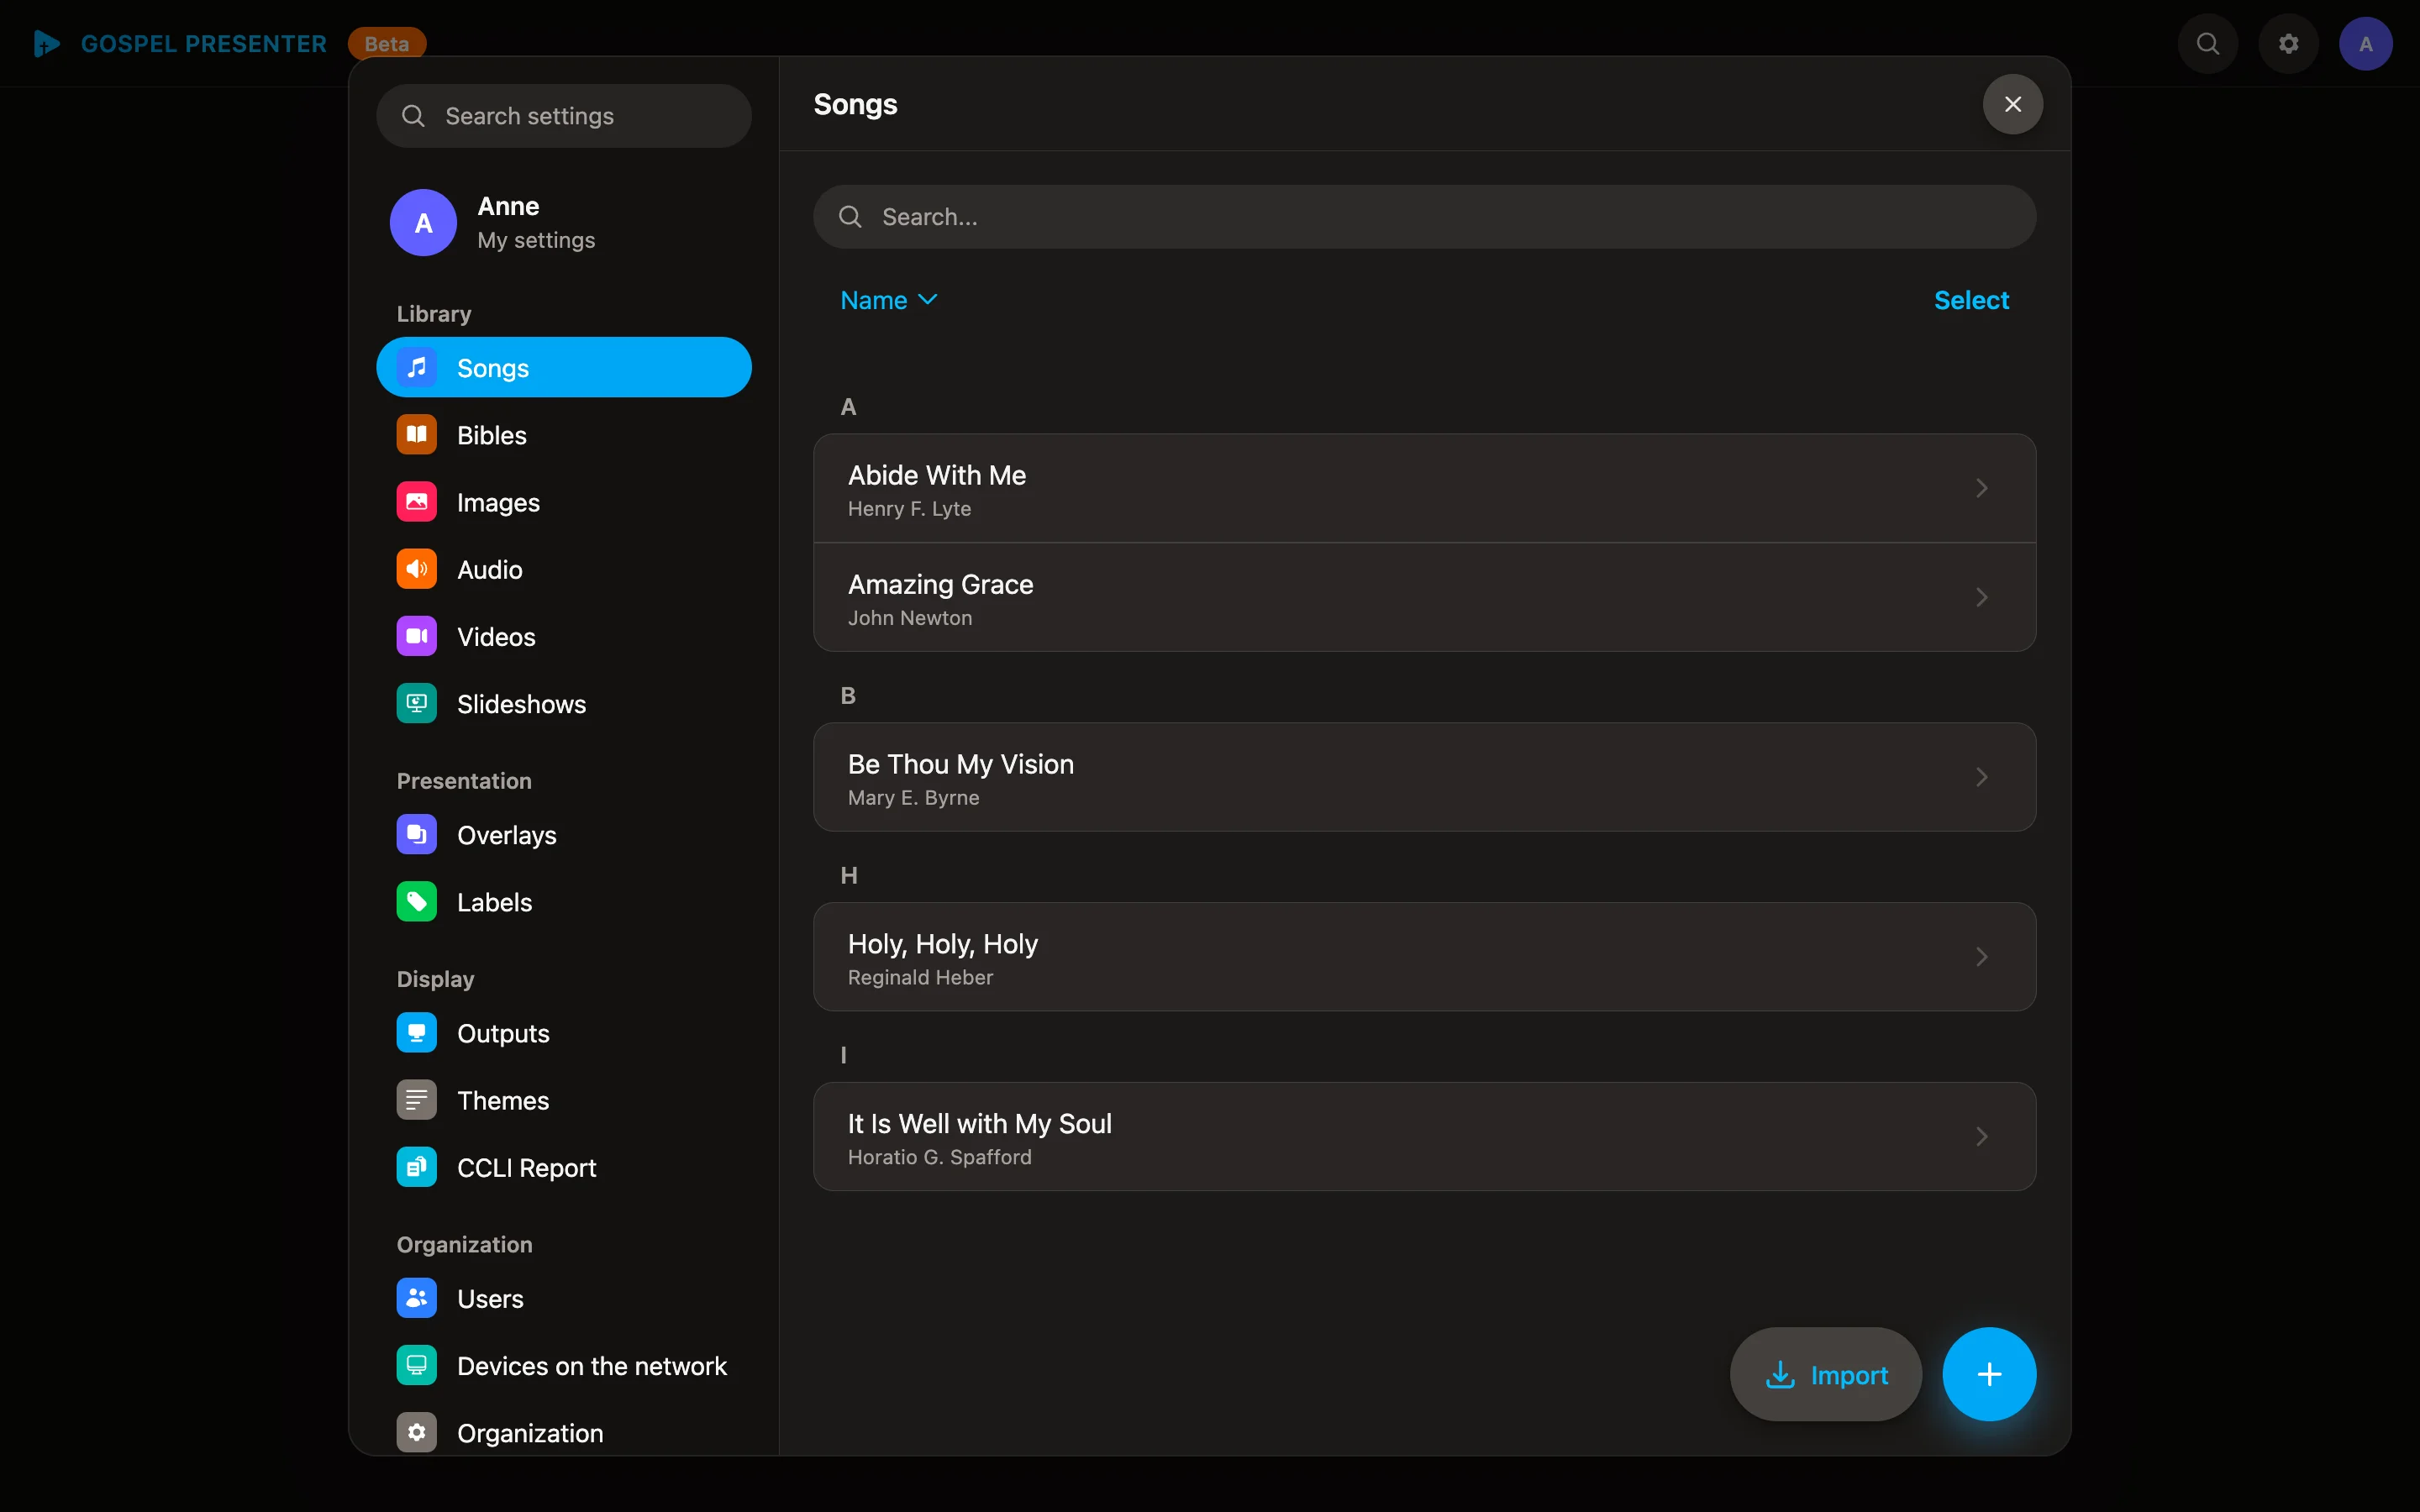 GOSPEL PRESENTER
Beta
A
Search settings
A
Anne
My settings
Library
Songs
Bibles
Images
Audio
Videos
Slideshows
Presentation
Overlays
Labels
Display
Outputs
Themes
CCLI Report
Organization
Users
Devices on the network
Organization
Songs
Search...
Name
Select
A
Abide With Me
Henry F. Lyte
Amazing Grace
John Newton
B
Be Thou My Vision
Mary E. Byrne
H
Holy, Holy, Holy
Reginald Heber
I
It Is Well with My Soul
Horatio G. Spafford
Import